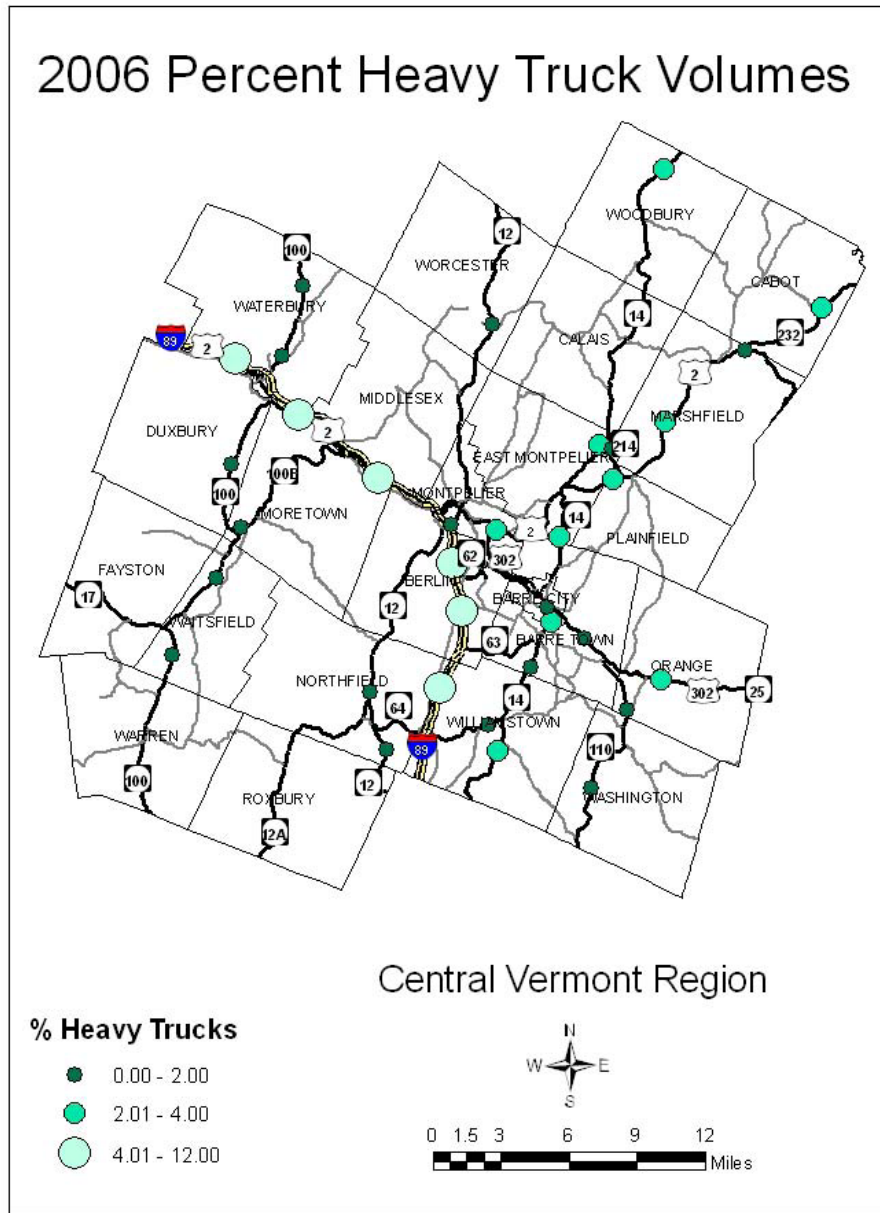 2006 Percent Heavy Truck Volumes
WOODBURY
12
100
WORCESTER
CABOT
WATERBURY
14
232
89
2
CALAIS
2
MIDDLESEX
MARSHFIELD
DUXBURY
2
EAST MONTPELIER
214
100B
100
MONTPELIER
MORETOWN
14
2
PLAINFIELD
62
302
FAYSTON
BERLIN
17
12
BARRE CITY
WAITSFIELD
63
BARRE TOWN
ORANGE
NORTHFIELD
302
25
64
14
WILLIAMSTOWN
WARREN
89
110
100
12
ROXBURY
WASHINGTON
12A
Central Vermont Region
% Heavy Trucks
N
W E
S
0.00 - 2.00
2.01 - 4.00
4.01 - 12.00
0 1.5 3 6 9 12
Miles